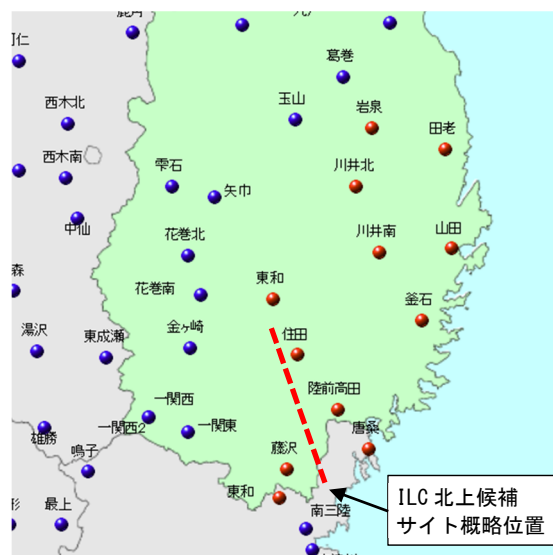 鹿角
葛巻
玉山
岩泉
西木北
田老
西木南
雫石
川井北
矢巾
中仙
花巻北
川井南
山田
森
花巻南
東和
釜石
湯沢
東成瀬
金ヶ崎
住田
一関西
陸前高田
一関西2
一関東
唐桑
雄勝
鳴子
藤沢
東和
ILC 北上候補
サイト概略位置
形
最上
南三陸